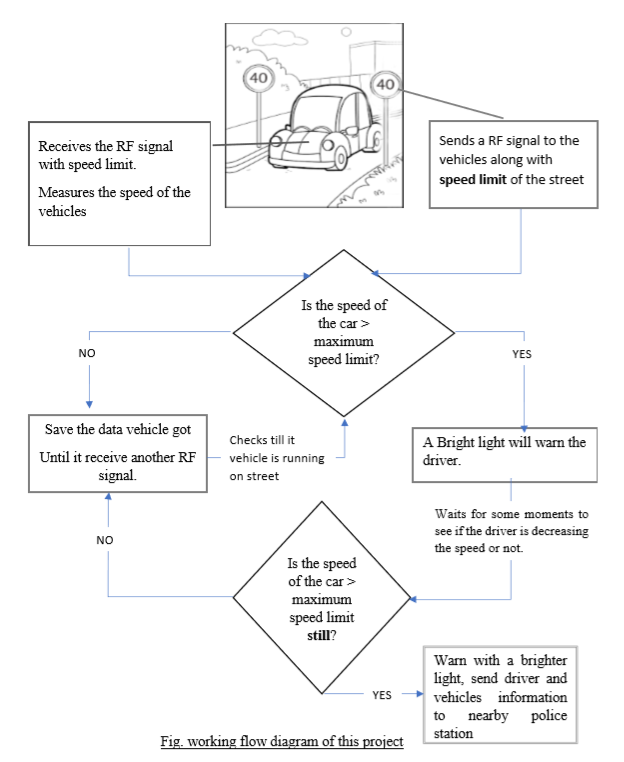 40
40
Receives the RF signal
with speed limit.
Measures the speed of the
vehicles
Sends a RF signal to the
vehicles along with
speed limit of the street
Is the speed of
the car >
maximum
speed limit?
NO
YES
Save the data vehicle got
Until it receive another RF
signal.
Checks till it
vehicle is running
on street
A Bright light will warn the
driver.
Waits for some moments to
see if the driver is decreasing
the speed or not.
NO
Is the speed
of the car >
maximum
speed limit
still?
YES
Warn with a brighter
light, send driver and
vehicles information
to nearby police
station
Fig. working flow diagram of this project